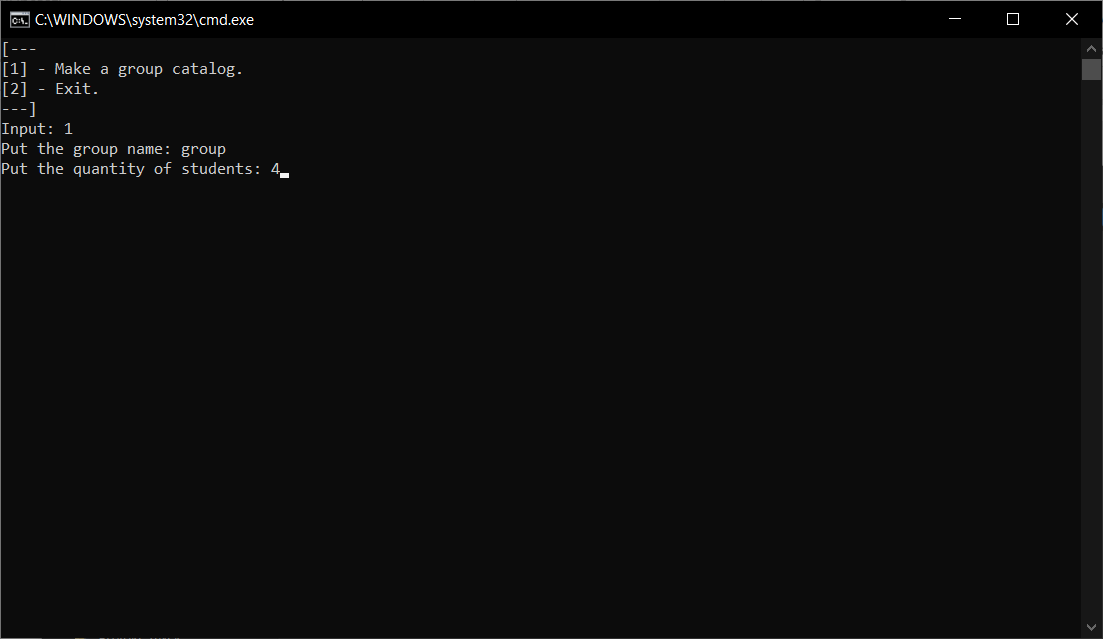 C:\WINDOWS\system32\cmd.exe
[---
[1] - Make a group catalog.
[2] - Exit.
---]
Input: 1
Put the group name: group
Put the quantity of students: 4